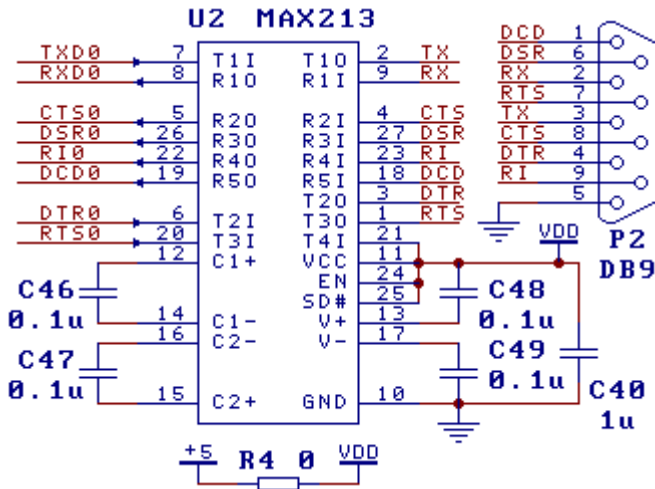 U2 MAX213
TXD0 7 T1I T1O 2 TX
RXD0 8 R1O R1I 9 RX
CTS0 5 R2O R2I 4 CTS
DSR0 26 R3O R3I 27 DSR
RI0 22 R4O R4I 23 RI
DCD0 19 R5O R5I 18 DCD
T2O 3 DTR
DTR0 6 T2I T3O 1 RTS
RTS0 20 T3I T4I 21
12 C1+ VCC 11
EN 24
SD# 25
14 C1- V+ 13
16 C2- V- 17
15 C2+ GND 10
C46
0.1u
C47
0.1u
C48
0.1u
C49
0.1u
C40
1u
VDD
DCD 1
DSR 6
RX 2
RTS 7
TX 3
CTS 8
DTR 4
RI 9
5
P2
DB9
+5 R4 0 VDD